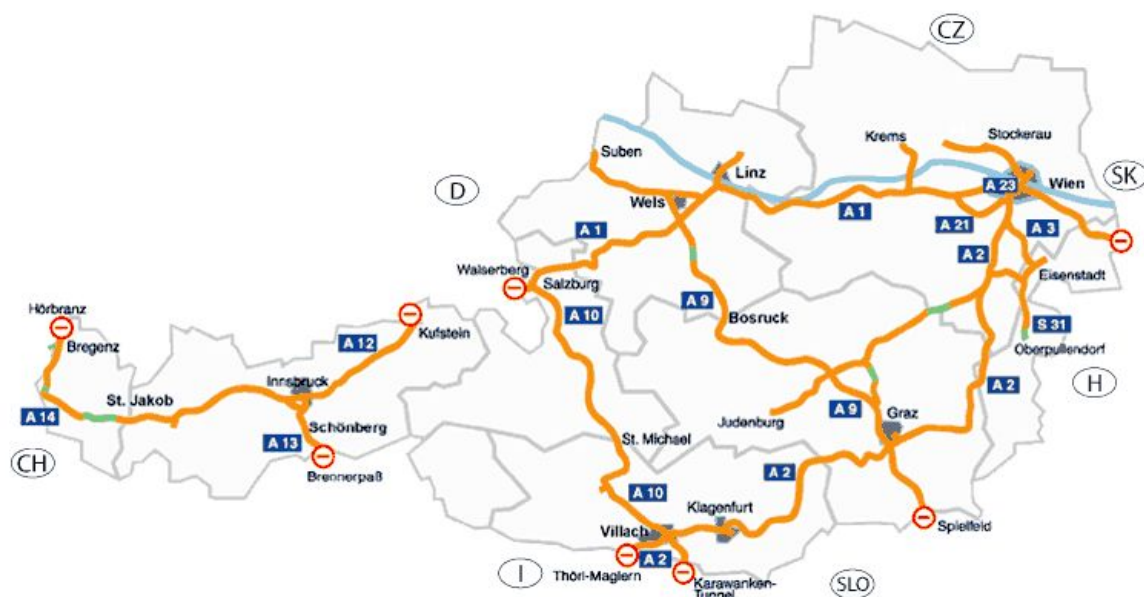 CZ
Krems
Stockerau
Suben
Linz
SK
D
A 23
Wien
Wels
A 1
A 1
A 21
A 3
A 2
Walserberg
Salzburg
Eisenstadt
Hörbranz
A 9
A 10
Bosruck
Kufstein
A 12
Bregenz
S 31
Oberpullendorf
Innsbruck
H
A 2
St. Jakob
A 14
A 9
Graz
Judenburg
Schönberg
A 13
St. Michael
CH
Brennerpaß
A 2
A 10
Klagenfurt
Spielfeld
Villach
A 2
I
Thörl-Maglern
SLO
Karawanken-
Tunnel